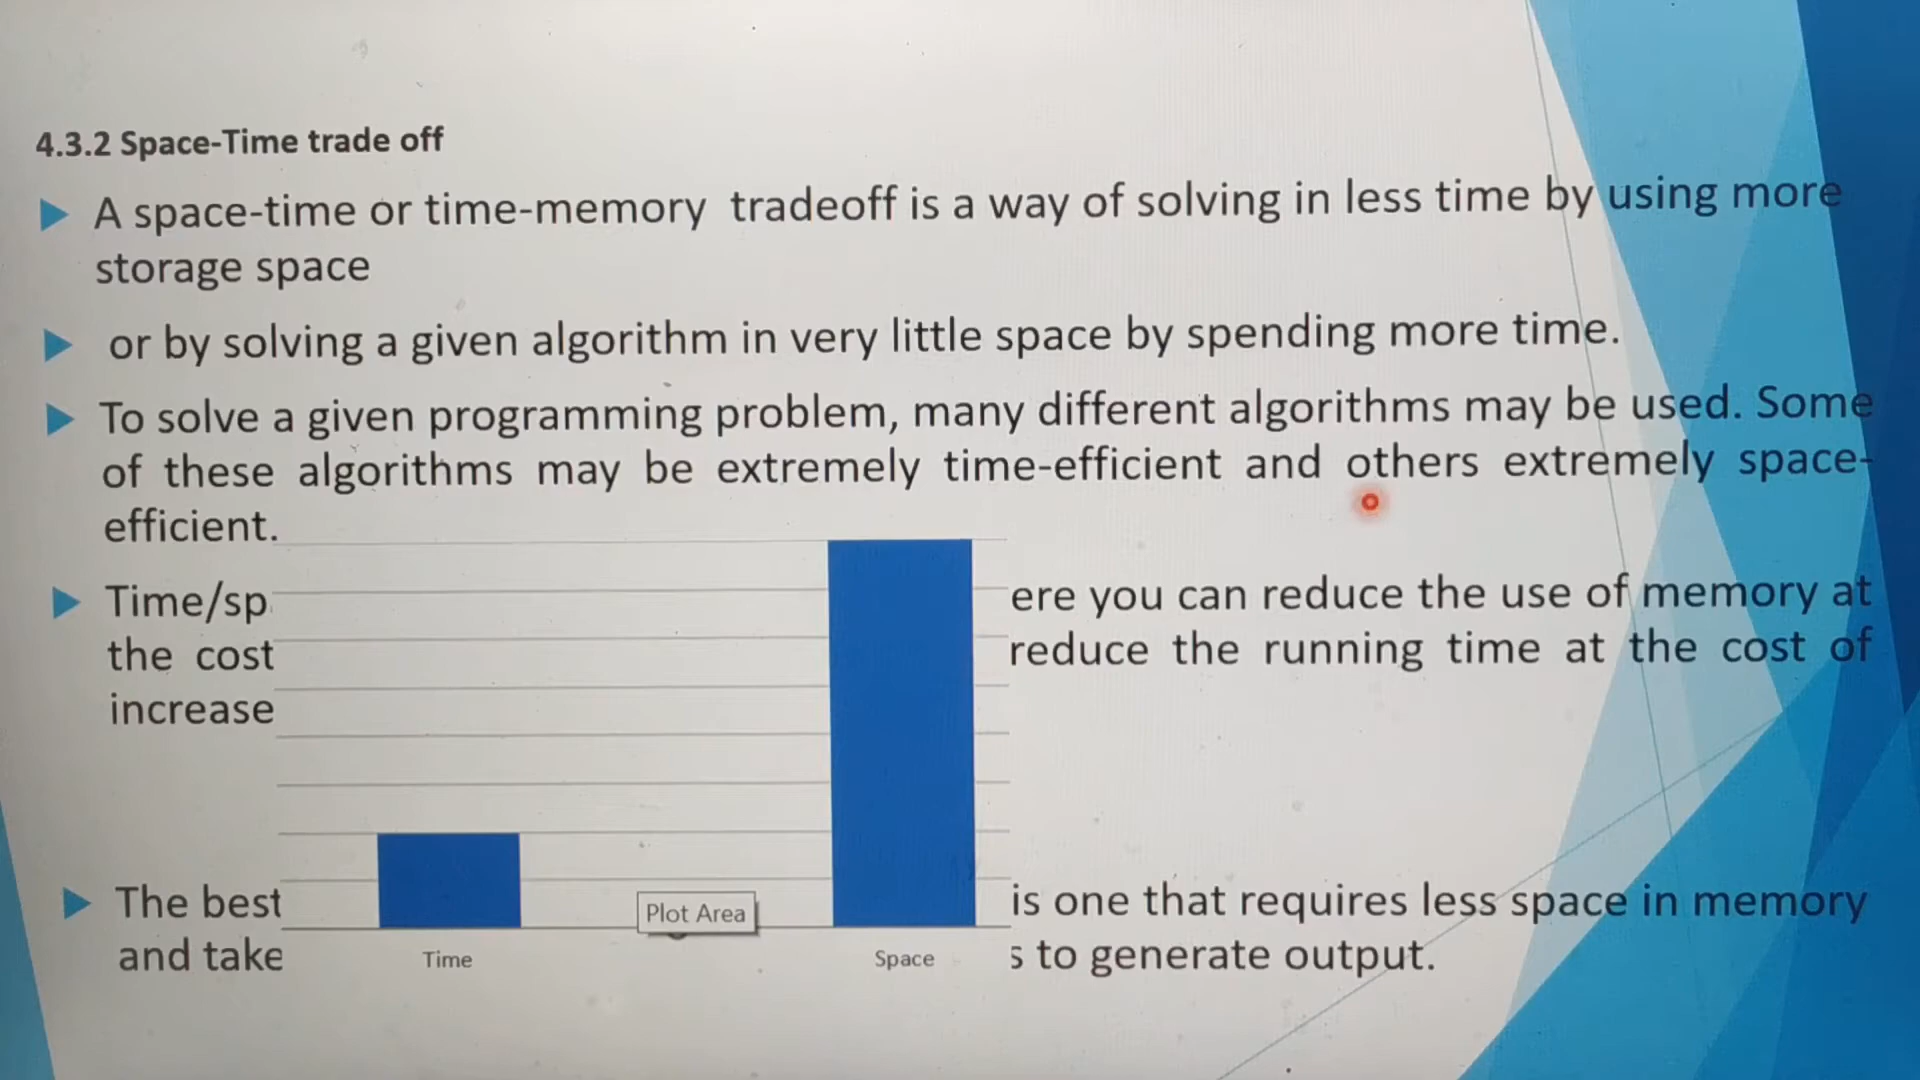 4.3.2 Space-Time trade off
A space-time or time-memory tradeoff is a way of solving in less time by using more
storage space
or by solving a given algorithm in very little space by spending more time.
To solve a given programming problem, many different algorithms may be used. Some
of these algorithms may be extremely time-efficient and others extremely space-
efficient.
Time/sp ere you can reduce the use of memory at
the cost reduce the running time at the cost of
increase
The best is one that requires less space in memory
and take s to generate output.
Plot Area
Time Space